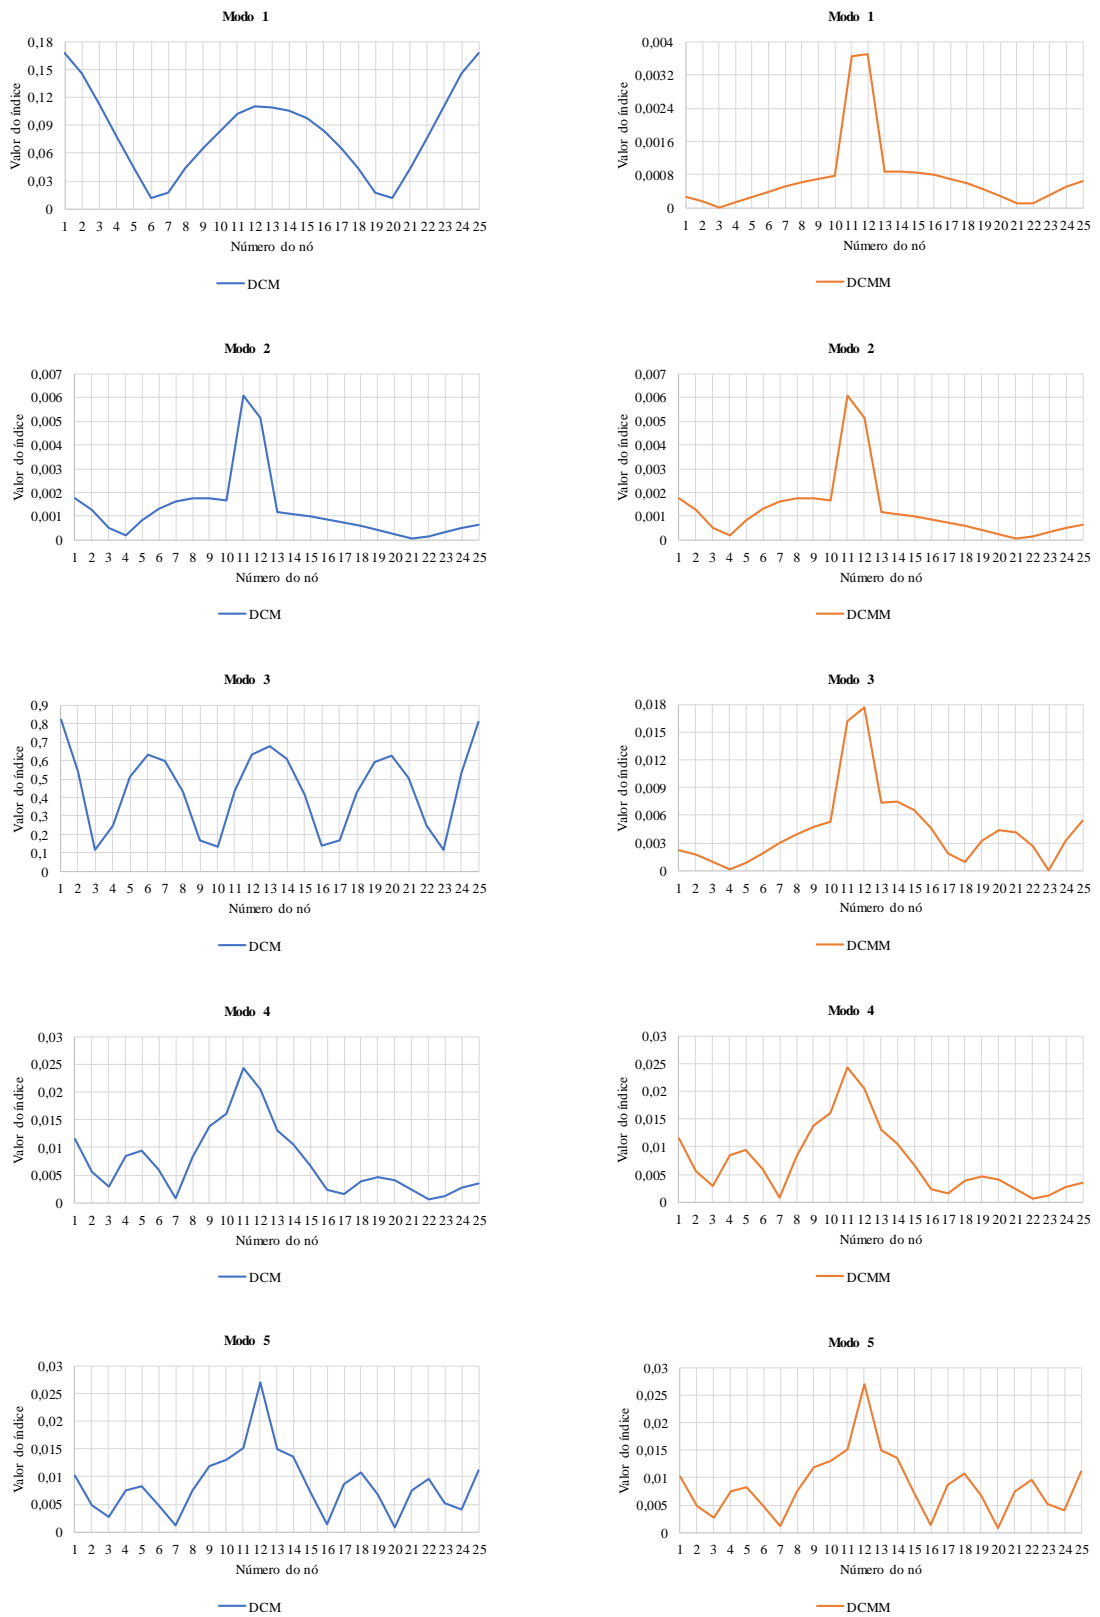 Modo 1
Valor do índice
0,18
0,15
0,12
0,09
0,06
0,03
0
1 2 3 4 5 6 7 8 9 10 11 12 13 14 15 16 17 18 19 20 21 22 23 24 25
Número do nó
DCM
Modo 1
Valor do índice
0,004
0,0032
0,0024
0,0016
0,0008
0
1 2 3 4 5 6 7 8 9 10 11 12 13 14 15 16 17 18 19 20 21 22 23 24 25
Número do nó
DCMM
Modo 2
Valor do índice
0,007
0,006
0,005
0,004
0,003
0,002
0,001
0
1 2 3 4 5 6 7 8 9 10 11 12 13 14 15 16 17 18 19 20 21 22 23 24 25
Número do nó
DCM
Modo 2
Valor do índice
0,007
0,006
0,005
0,004
0,003
0,002
0,001
0
1 2 3 4 5 6 7 8 9 10 11 12 13 14 15 16 17 18 19 20 21 22 23 24 25
Número do nó
DCMM
Modo 3
Valor do índice
0,9
0,8
0,7
0,6
0,5
0,4
0,3
0,2
0,1
0
1 2 3 4 5 6 7 8 9 10 11 12 13 14 15 16 17 18 19 20 21 22 23 24 25
Número do nó
DCM
Modo 3
Valor do índice
0,018
0,015
0,012
0,009
0,006
0,003
0
1 2 3 4 5 6 7 8 9 10 11 12 13 14 15 16 17 18 19 20 21 22 23 24 25
Número do nó
DCMM
Modo 4
Valor do índice
0,03
0,025
0,02
0,015
0,01
0,005
0
1 2 3 4 5 6 7 8 9 10 11 12 13 14 15 16 17 18 19 20 21 22 23 24 25
Número do nó
DCM
Modo 4
Valor do índice
0,03
0,025
0,02
0,015
0,01
0,005
0
1 2 3 4 5 6 7 8 9 10 11 12 13 14 15 16 17 18 19 20 21 22 23 24 25
Número do nó
DCMM
Modo 5
Valor do índice
0,03
0,025
0,02
0,015
0,01
0,005
0
1 2 3 4 5 6 7 8 9 10 11 12 13 14 15 16 17 18 19 20 21 22 23 24 25
Número do nó
DCM
Modo 5
Valor do índice
0,03
0,025
0,02
0,015
0,01
0,005
0
1 2 3 4 5 6 7 8 9 10 11 12 13 14 15 16 17 18 19 20 21 22 23 24 25
Número do nó
DCMM